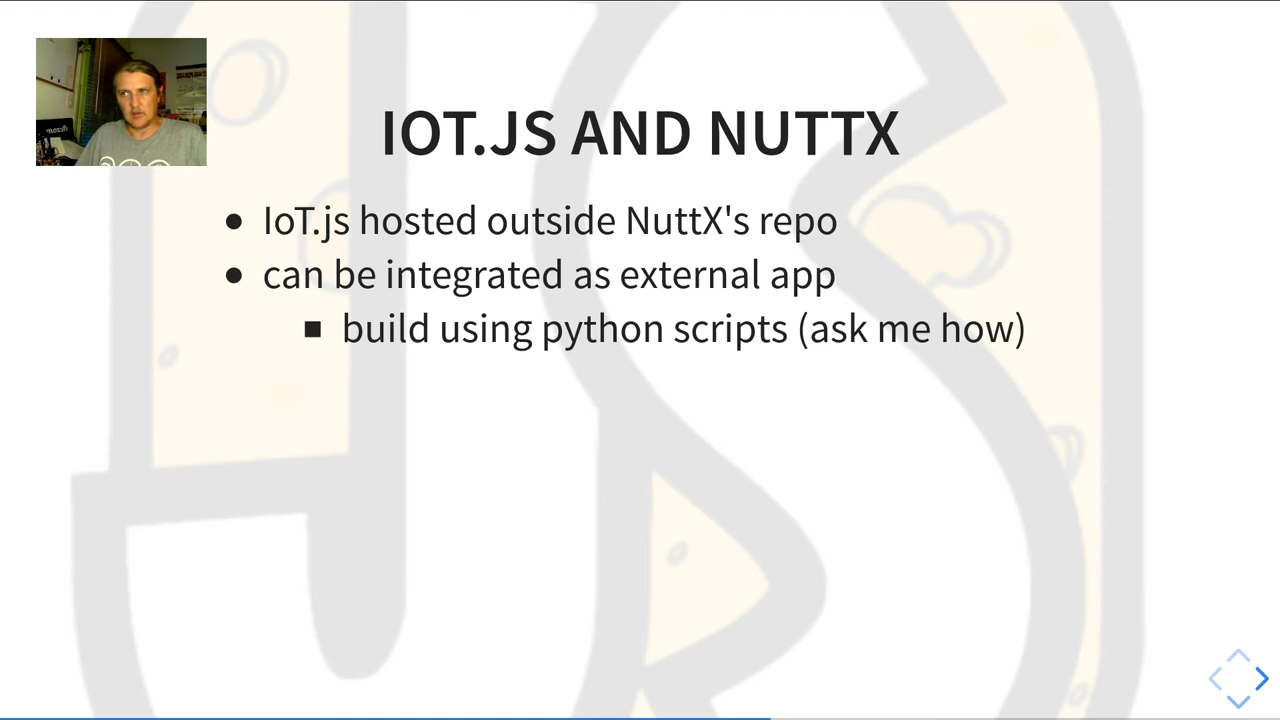 IOT.JS AND NUTTX
IoT.js hosted outside NuttX's repo
can be integrated as external app
build using python scripts (ask me how)